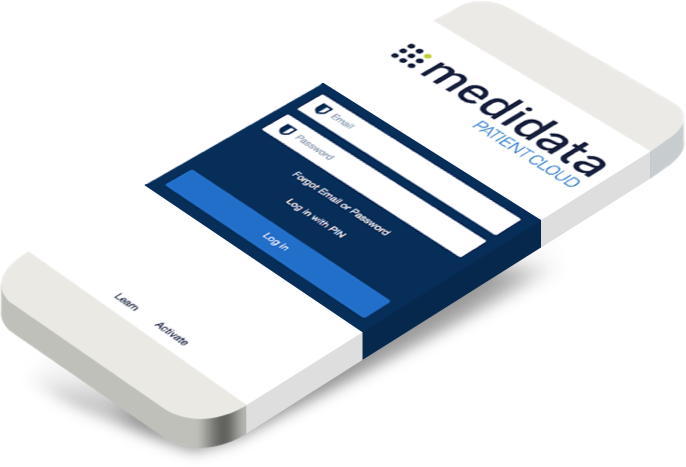 medidata
PATIENT CLOUD
Email
Password
Forgot Email or Password
Log in with PIN
Log in
Learn
Activate